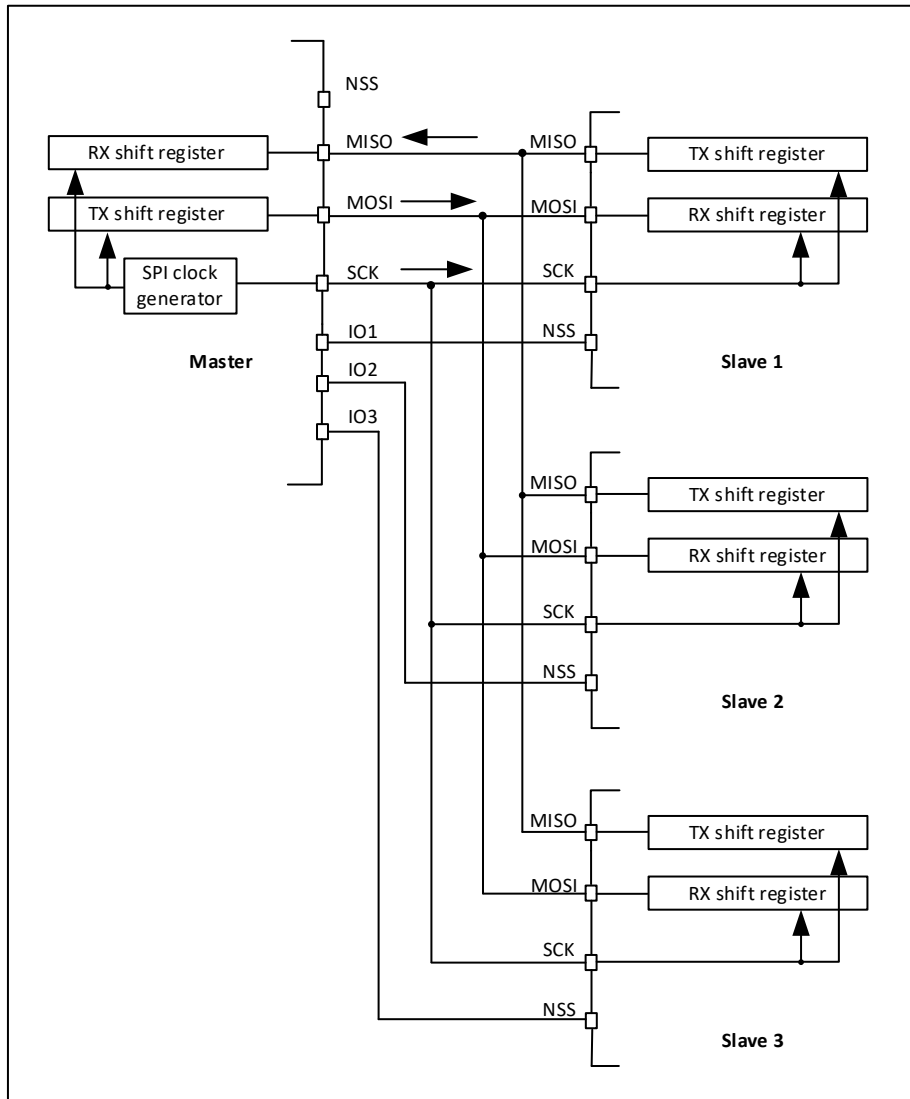 NSS
MISO
MISO
RX shift register
TX shift register
MOSI
MOSI
TX shift register
RX shift register
SPI clock
generator
SCK
SCK
IO1
NSS
Master
Slave 1
IO2
IO3
MISO
TX shift register
MOSI
RX shift register
SCK
NSS
Slave 2
MISO
TX shift register
MOSI
RX shift register
SCK
NSS
Slave 3